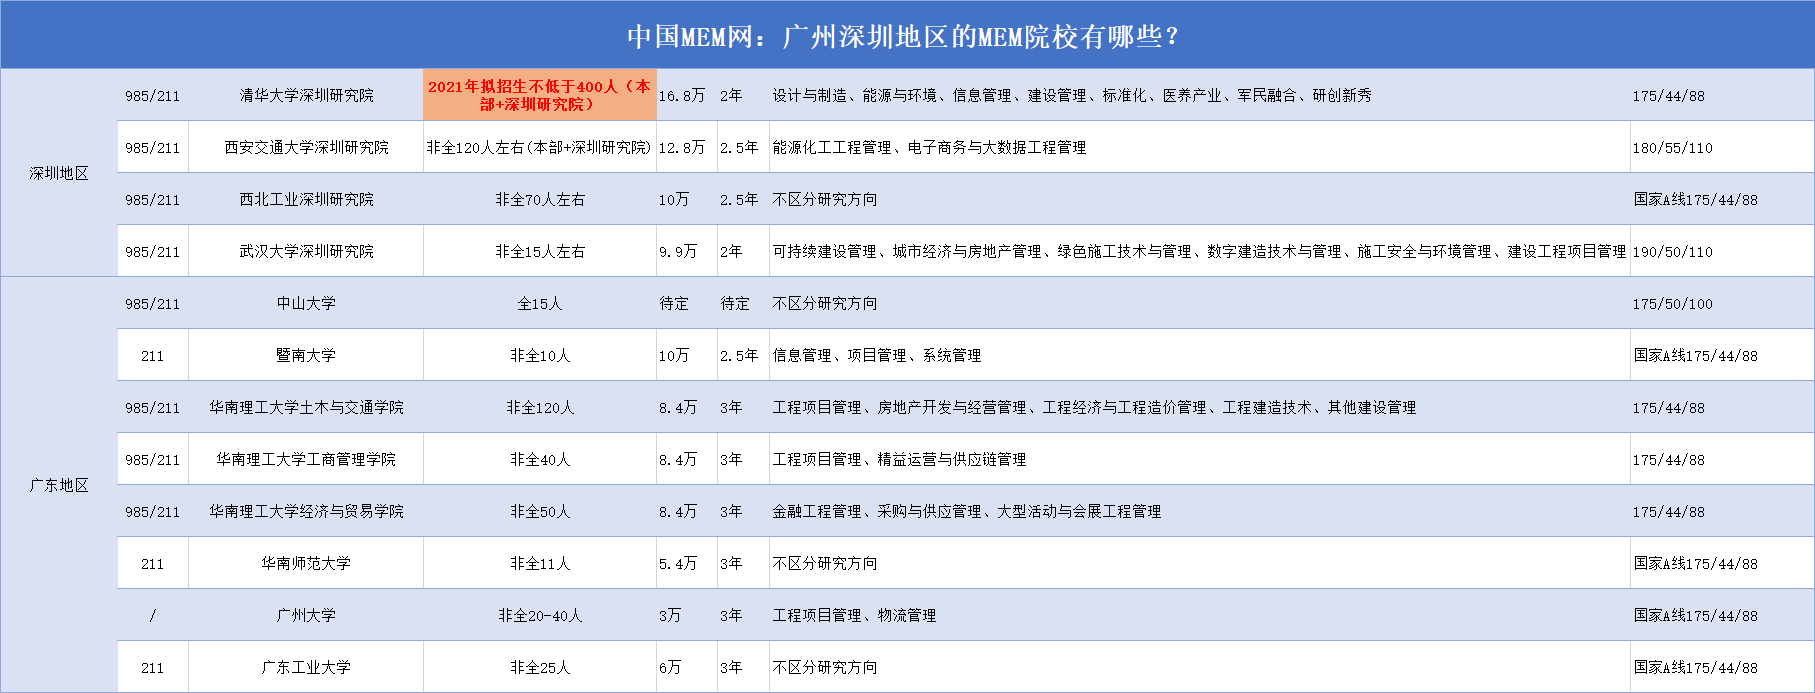 中国MEM网：广州深圳地区的MEM院校有哪些？
深圳地区
985/211 清华大学深圳研究院 2021年拟招生不低于400人（本部+深圳研究院） 16.8万 2年 设计与制造、能源与环境、信息管理、建设管理、标准化、医养产业、军民融合、研创新秀 175/44/88
985/211 西安交通大学深圳研究院 非全120人左右(本部+深圳研究院) 12.8万 2.5年 能源化工工程管理、电子商务与大数据工程管理 180/55/110
985/211 西北工业深圳研究院 非全70人左右 10万 2.5年 不区分研究方向 国家A线175/44/88
985/211 武汉大学深圳研究院 非全15人左右 9.9万 2年 可持续建设管理、城市经济与房地产管理、绿色施工技术与管理、数字建造技术与管理、施工安全与环境管理、建设工程项目管理 190/50/110
广东地区
985/211 中山大学 全15人 待定 待定 不区分研究方向 175/50/100
211 暨南大学 非全10人 10万 2.5年 信息管理、项目管理、系统管理 国家A线175/44/88
985/211 华南理工大学土木与交通学院 非全120人 8.4万 3年 工程项目管理、房地产开发与经营管理、工程经济与工程造价管理、工程建造技术、其他建设管理 175/44/88
985/211 华南理工大学工商管理学院 非全40人 8.4万 3年 工程项目管理、精益运营与供应链管理 175/44/88
985/211 华南理工大学经济与贸易学院 非全50人 8.4万 3年 金融工程管理、采购与供应管理、大型活动与会展工程管理 175/44/88
211 华南师范大学 非全11人 5.4万 3年 不区分研究方向 国家A线175/44/88
/ 广州大学 非全20-40人 3万 3年 工程项目管理、物流管理 国家A线175/44/88
211 广东工业大学 非全25人 6万 3年 不区分研究方向 国家A线175/44/88